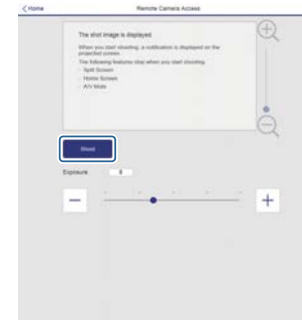 < Home
Remote Camera Access
The shot image is displayed
When you start shooting, a notification is displayed on the
projected screen.
The following features stop when you start shooting.
- Split Screen
- Home Screen
- A/V Mute
Shoot
Exposure